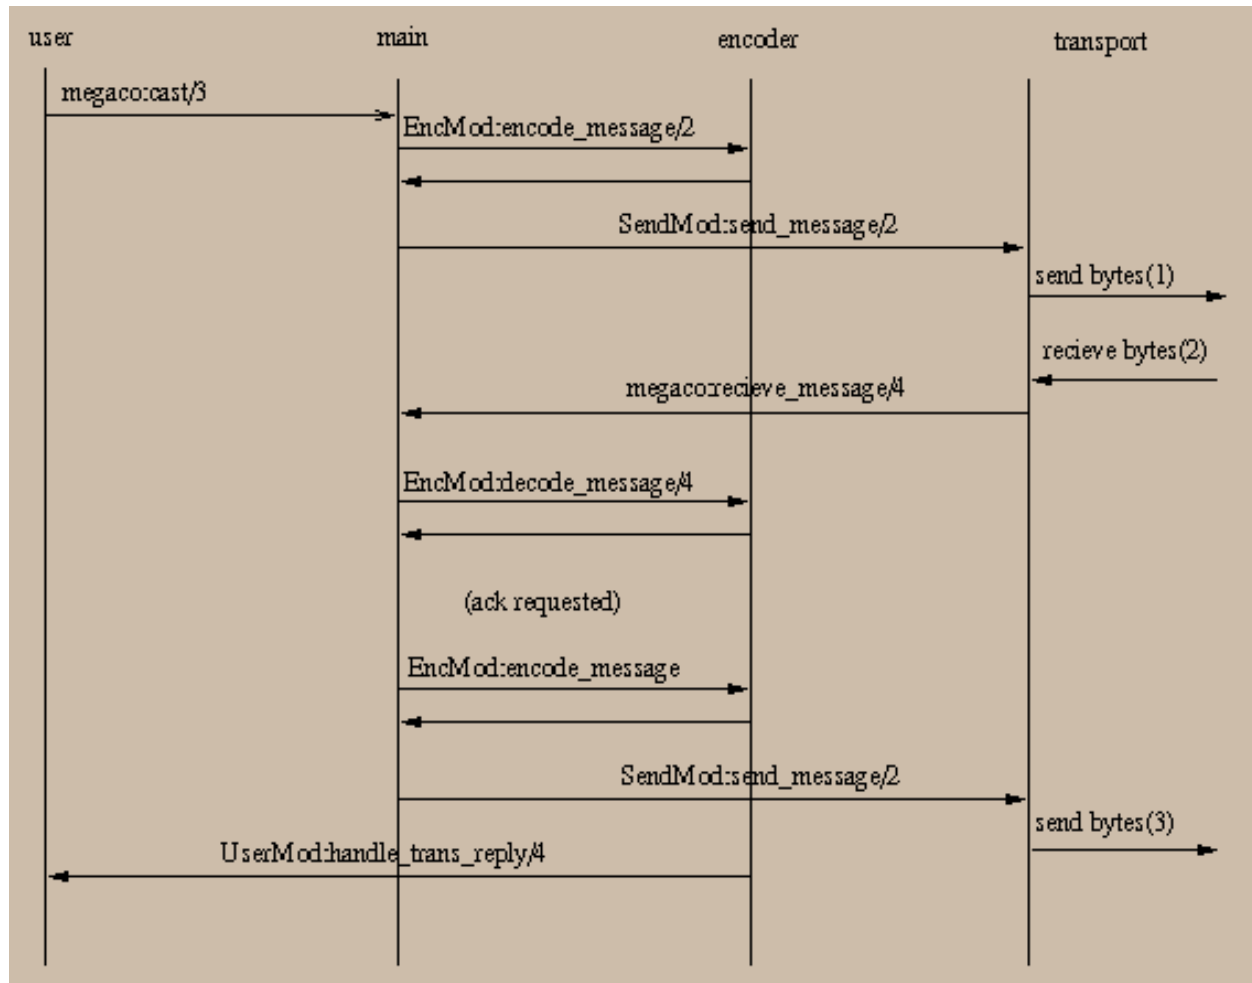 user
main
encoder
transport
megaco:cast/3
EncMod:encode_message/2
SendMod:send_message/2
send bytes(1)
recieve bytes(2)
megaco:recieve_message/4
EncMod:decode_message/4
(ack requested)
EncMod:encode_message
SendMod:send_message/2
send bytes(3)
UserMod:handle_trans_reply/4